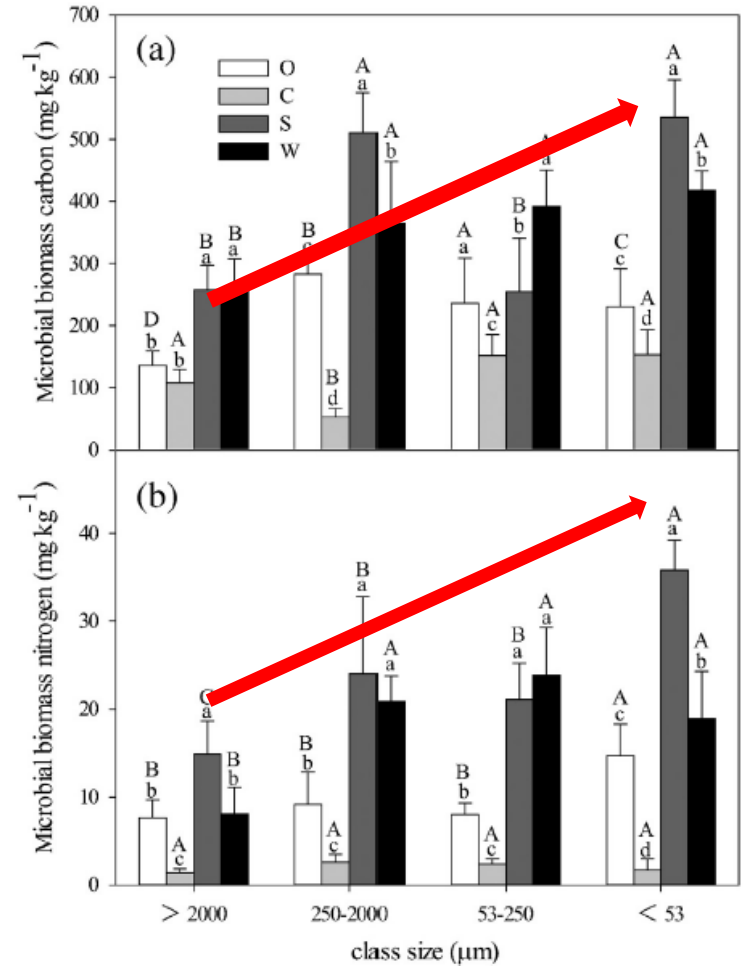 700
600
500
400
300
200
100
0
Microbial biomass carbon (mg kg-1)
(a)
O
C
S
W
D
b
A
b
B
a
B
a
B
c
B
d
A
a
A
b
A
a
A
c
B
b
A
a
C
c
A
d
A
a
A
b
40
30
20
10
0
Microbial biomass nitrogen (mg kg-1)
(b)
B
b
A
c
a
B
b
B
b
A
c
B
a
A
a
B
b
A
c
B
a
A
a
A
c
A
d
A
a
A
b
> 2000 250-2000 53-250 < 53
class size (μm)